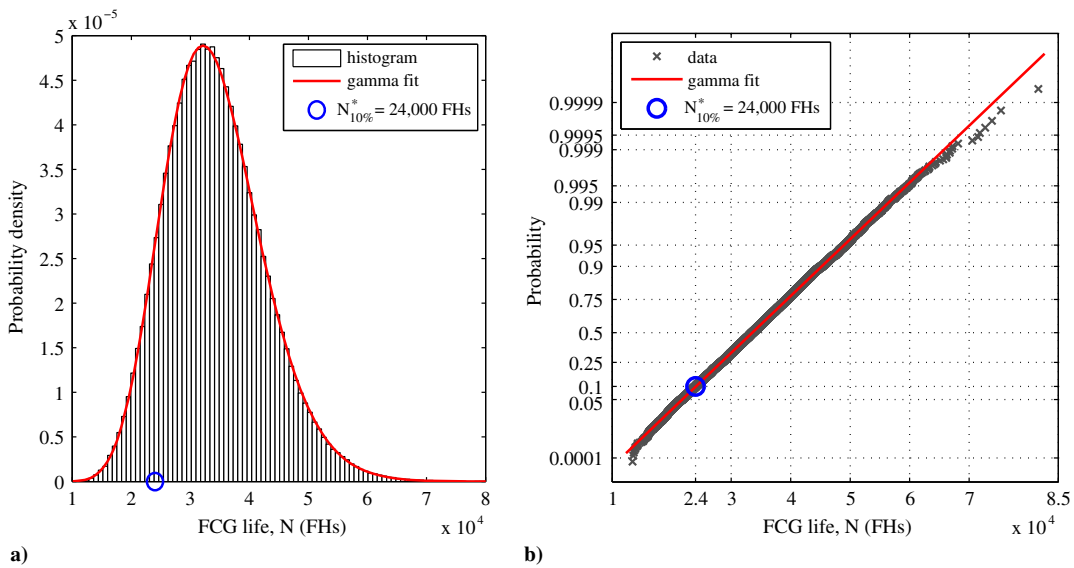 x 10⁻⁵
5
4.5
4
3.5
3
2.5
2
1.5
1
0.5
0
Probability density
histogram
gamma fit
N*10% = 24,000 FHs
1 2 3 4 5 6 7 8
FCG life, N (FHs)
x 10⁴
a)
0.9999
0.9995
0.999
0.995
0.99
0.95
0.9
0.75
0.5
0.25
0.1
0.05
0.0001
Probability
data
gamma fit
N*10% = 24,000 FHs
1 2.4 3 4 5 6 7 8.5
FCG life, N (FHs)
x 10⁴
b)